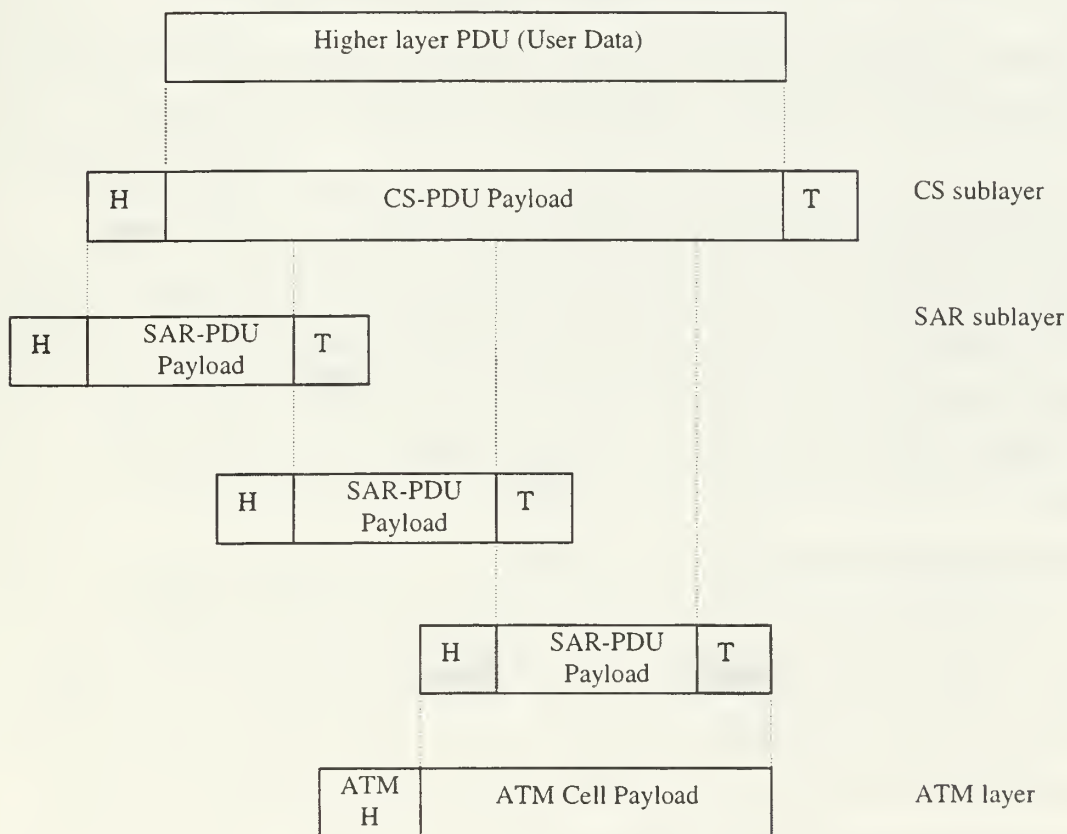 Higher layer PDU (User Data)
H
CS-PDU Payload
T
CS sublayer
H
SAR-PDU
Payload
T
SAR sublayer
H
SAR-PDU
Payload
T
H
SAR-PDU
Payload
T
ATM
H
ATM Cell Payload
ATM layer